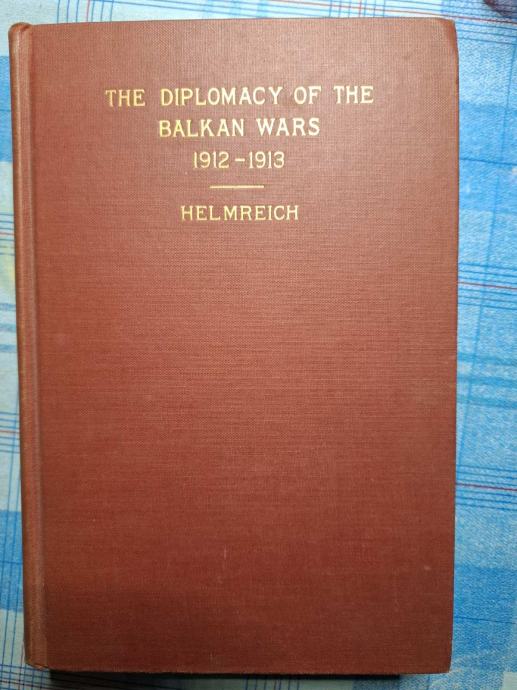 THE DIPLOMACY OF THE
BALKAN WARS
1912-1913
HELMREICH